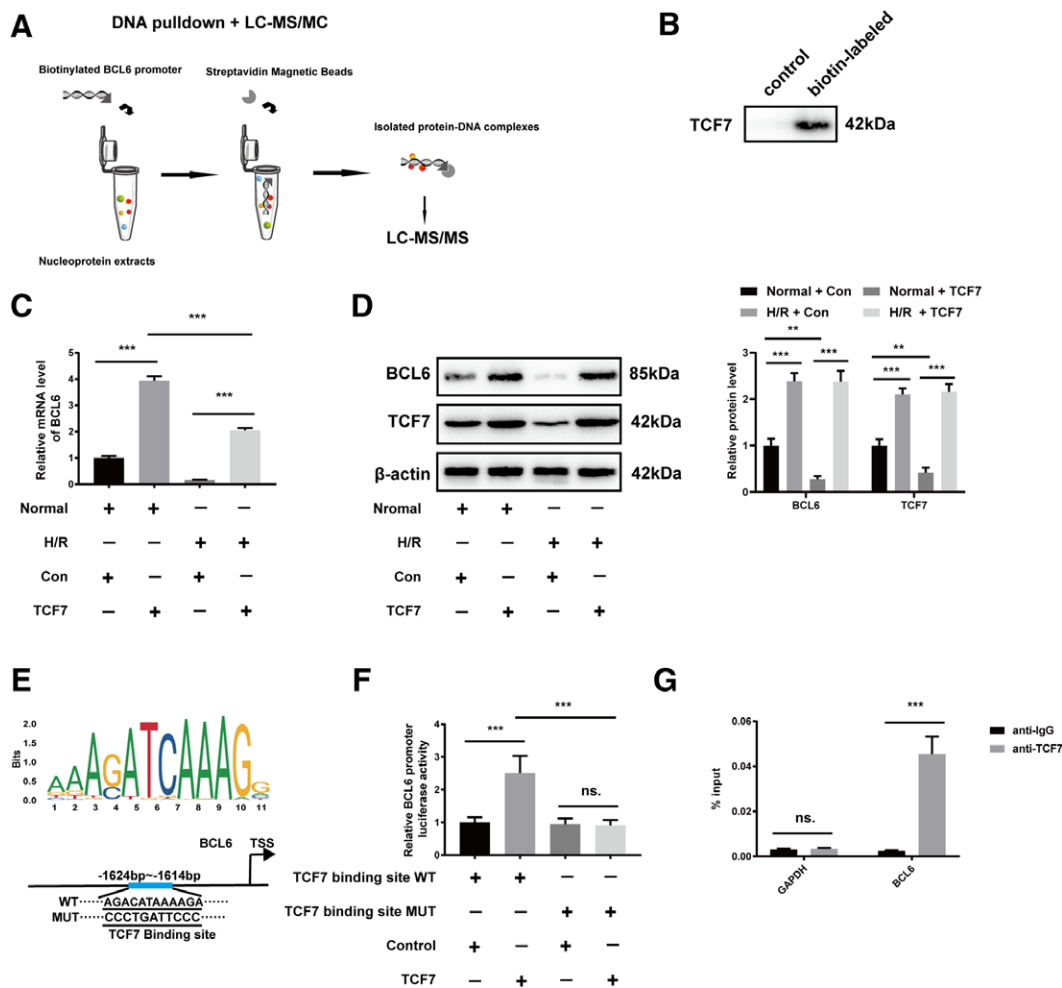 A
DNA pulldown + LC-MS/MC
Biotinylated BCL6 promoter
Streptavidin Magnetic Beads
Isolated protein-DNA complexes
LC-MS/MS
Nucleoprotein extracts
B
control
biotin-labeled
TCF7
42kDa
C
Relative mRNA level
of BCL6
5
4
3
2
1
0
***
***
***
Normal + + — —
H/R — — + +
Con + — + —
TCF7 — + — +
D
BCL6 85kDa
TCF7 42kDa
β-actin 42kDa
Nromal + + — —
H/R — — + +
Con + — + —
TCF7 — + — +
Normal + Con
Normal + TCF7
H/R + Con
H/R + TCF7
Relative protein level
3
2
1
0
**
***
***
**
***
***
BCL6
TCF7
E
Bits
2.0
1.5
1.0
0.5
0.0
AAAGATCAAAGg
1 2 3 4 5 6 7 8 9 10 11
BCL6 TSS
-1624bp~-1614bp
WT AGACATAAAAGA
MUT CCCTGATTCCC
TCF7 Binding site
F
Relative BCL6 promoter
luciferase activity
4
3
2
1
0
***
***
ns.
TCF7 binding site WT + + — —
TCF7 binding site MUT — — + +
Control + — + —
TCF7 — + — +
G
% input
0.06
0.04
0.02
0.00
ns.
***
anti-IgG
anti-TCF7
GAPDH
BCL6